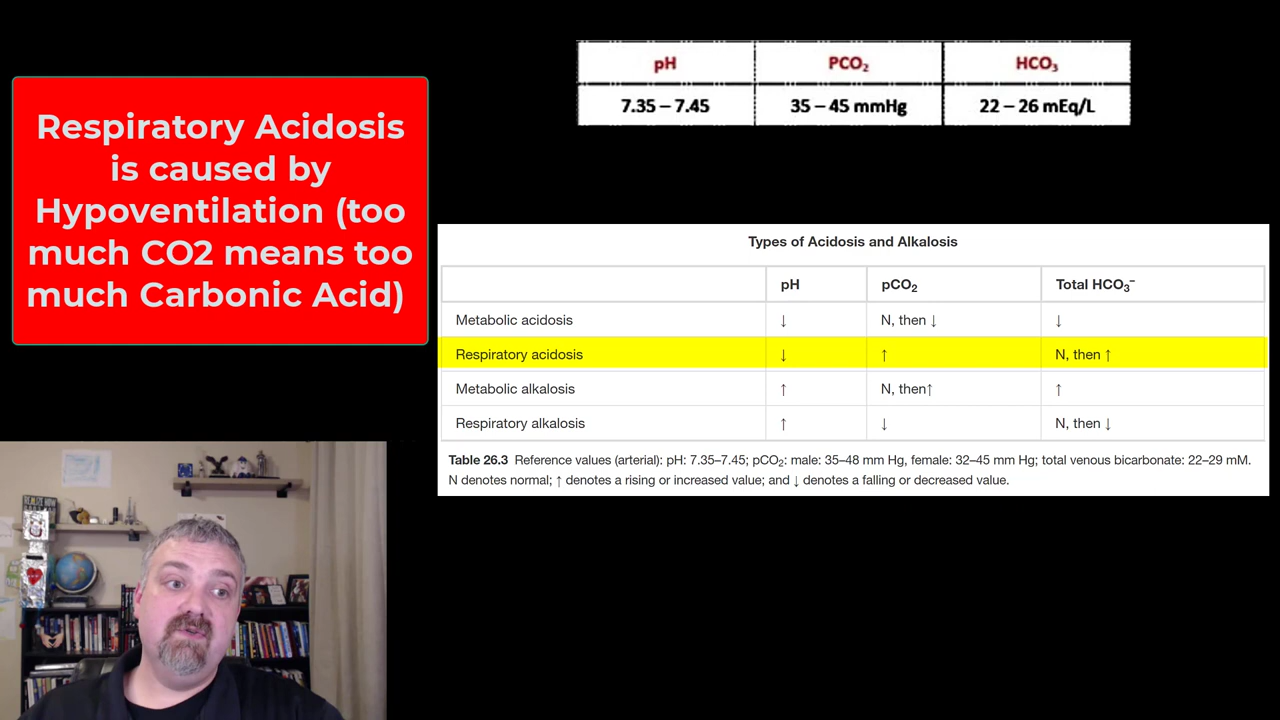 Respiratory Acidosis
is caused by
Hypoventilation (too
much CO2 means too
much Carbonic Acid)
pH PCO₂ HCO₃
7.35 – 7.45 35 – 45 mmHg 22 – 26 mEq/L
Types of Acidosis and Alkalosis
pH pCO₂ Total HCO₃⁻
Metabolic acidosis ↓ N, then ↓ ↓
Respiratory acidosis ↓ ↑ N, then ↑
Metabolic alkalosis ↑ N, then↑ ↑
Respiratory alkalosis ↑ ↓ N, then ↓
Table 26.3 Reference values (arterial): pH: 7.35–7.45; pCO₂: male: 35–48 mm Hg, female: 32–45 mm Hg; total venous bicarbonate: 22–29 mM.
N denotes normal; ↑ denotes a rising or increased value; and ↓ denotes a falling or decreased value.